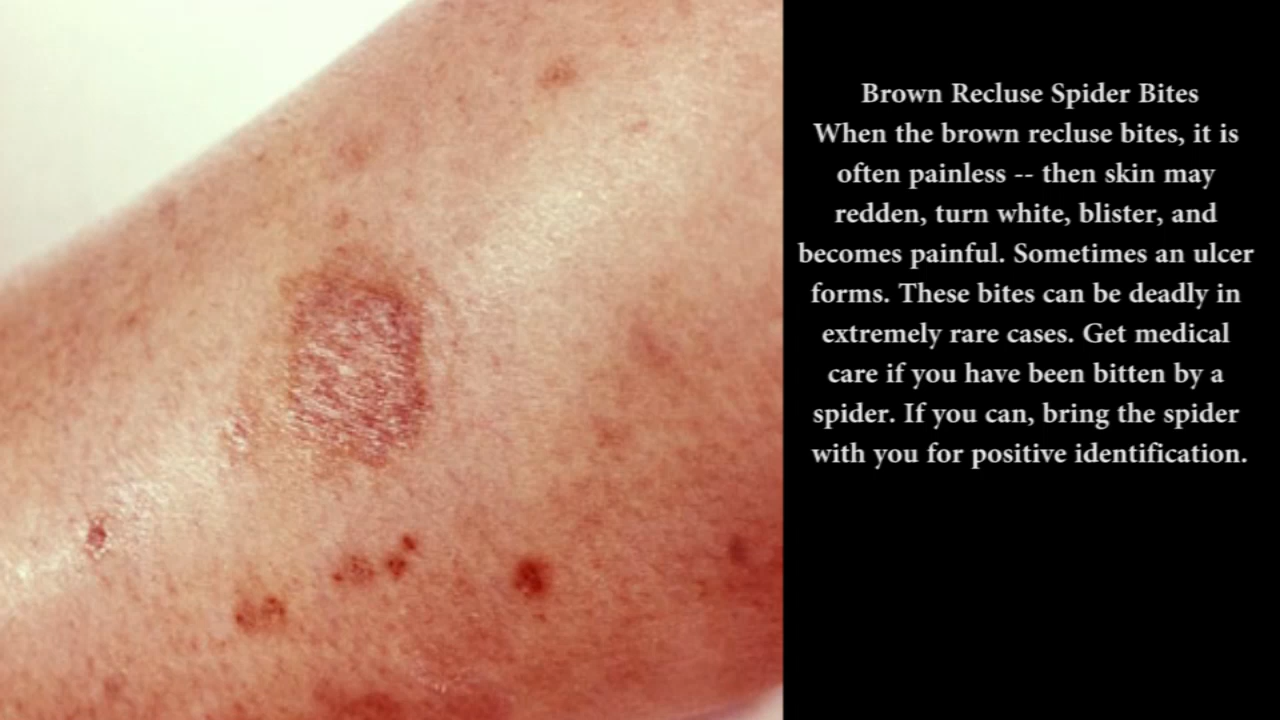 Brown Recluse Spider Bites
When the brown recluse bites, it is
often painless -- then skin may
redden, turn white, blister, and
becomes painful. Sometimes an ulcer
forms. These bites can be deadly in
extremely rare cases. Get medical
care if you have been bitten by a
spider. If you can, bring the spider
with you for positive identification.